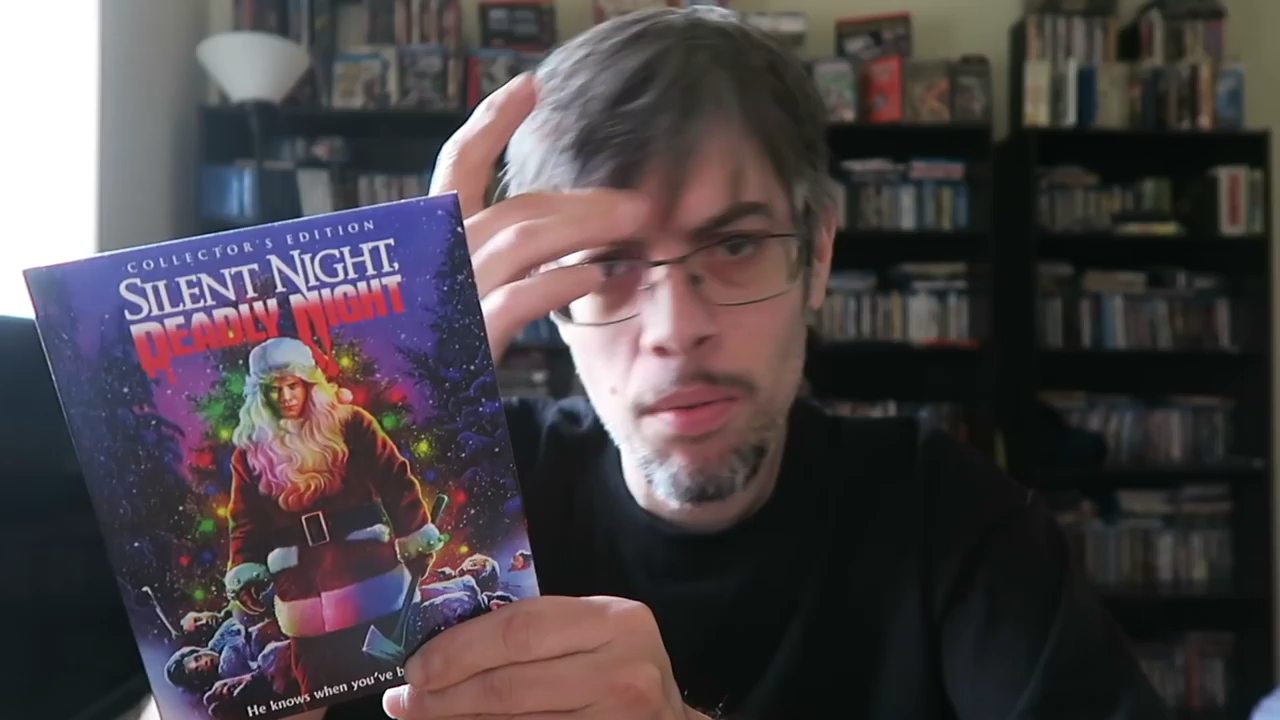 COLLECTOR'S EDITION
SILENT NIGHT,
DEADLY NIGHT
He knows when you've b